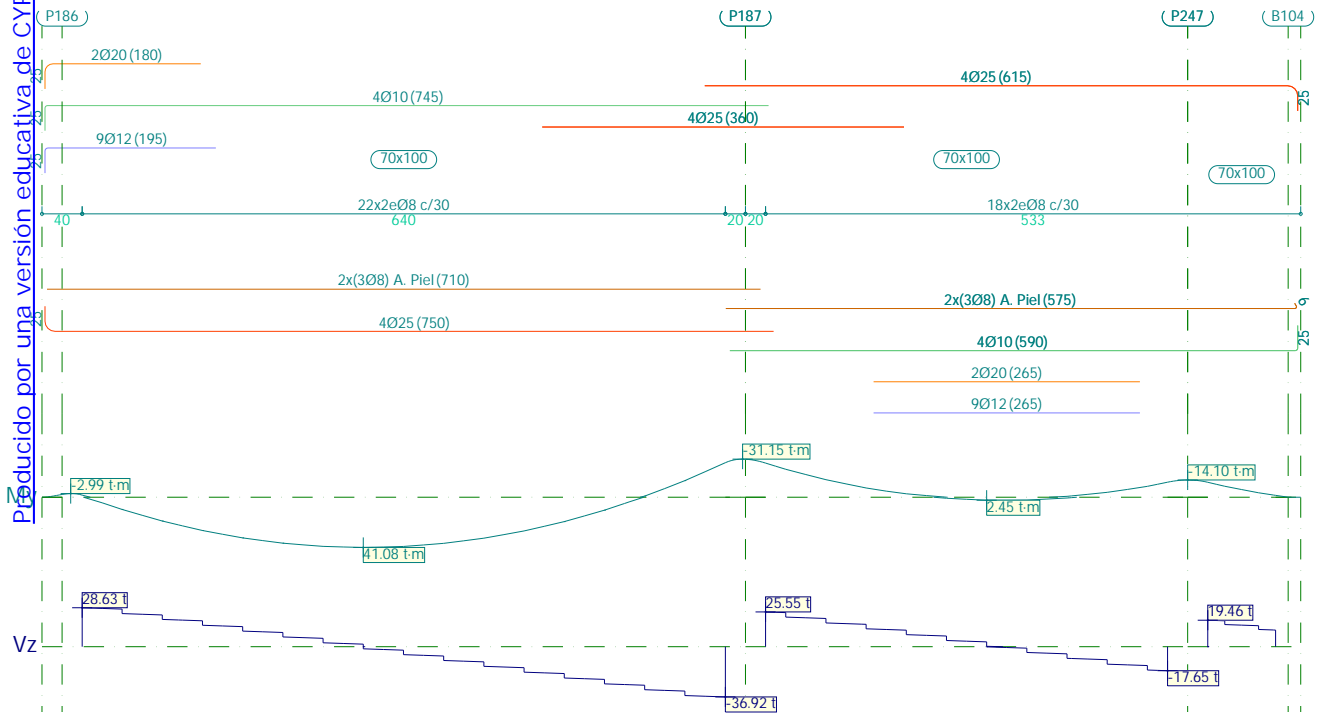 P186
P187
P247
B104
Producido por una versión educativa de CYP
2Ø20 (180)
25
4Ø25 (615)
25
4Ø10 (745)
25
4Ø25 (360)
9Ø12 (195)
25
70x100
70x100
70x100
22x2eØ8 c/30
18x2eØ8 c/30
40
640
20
20
533
2x(3Ø8) A. Piel (710)
2x(3Ø8) A. Piel (575)
9
25
4Ø25 (750)
4Ø10 (590)
25
2Ø20 (265)
9Ø12 (265)
My
-2.99 t·m
41.08 t·m
-31.15 t·m
2.45 t·m
-14.10 t·m
Vz
28.63 t
-36.92 t
25.55 t
-17.65 t
19.46 t